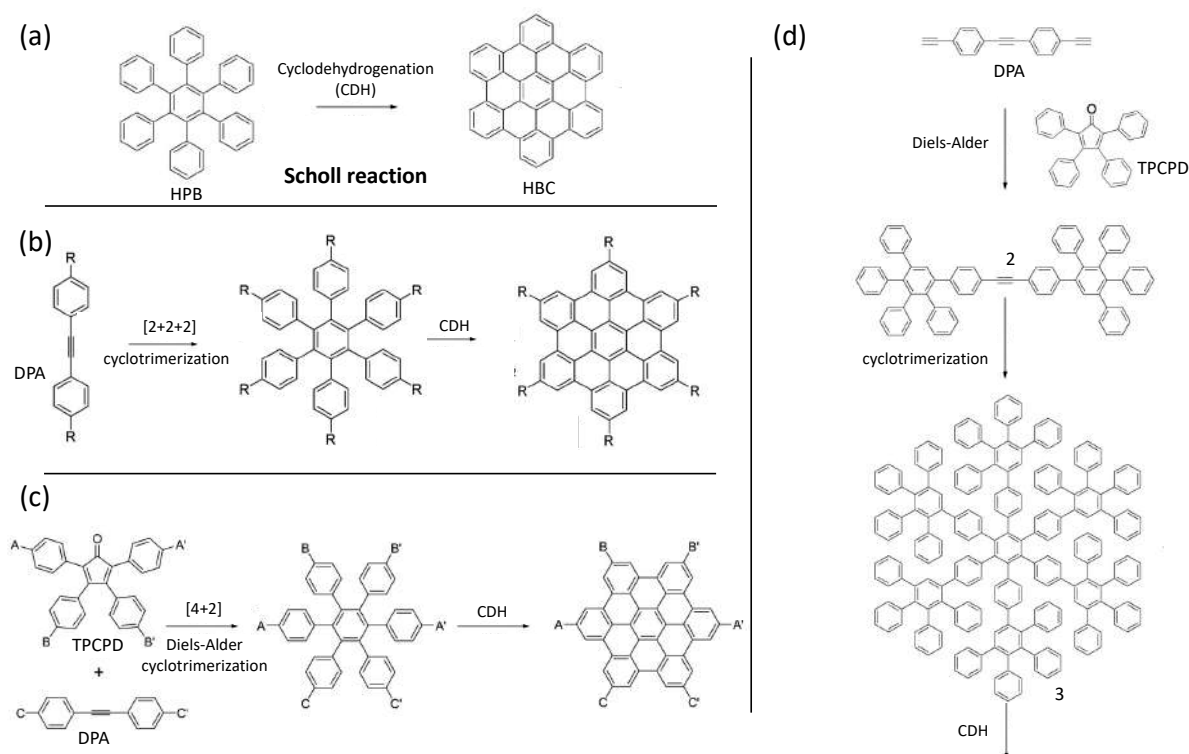 (a)
Cyclodehydrogenation
(CDH)
Scholl reaction
HPB
HBC
(b)
R
R
DPA
[2+2+2]
cyclotrimerization
R
R
R
R
R
R
CDH
R
R
R
R
R
(c)
A
O
A'
B
B'
TPCPD
+
C
C'
DPA
[4+2]
Diels-Alder
cyclotrimerization
B
B'
A
A'
C
C'
CDH
B
B'
A
A'
C
C'
(d)
DPA
Diels-Alder
O
TPCPD
2
cyclotrimerization
3
CDH